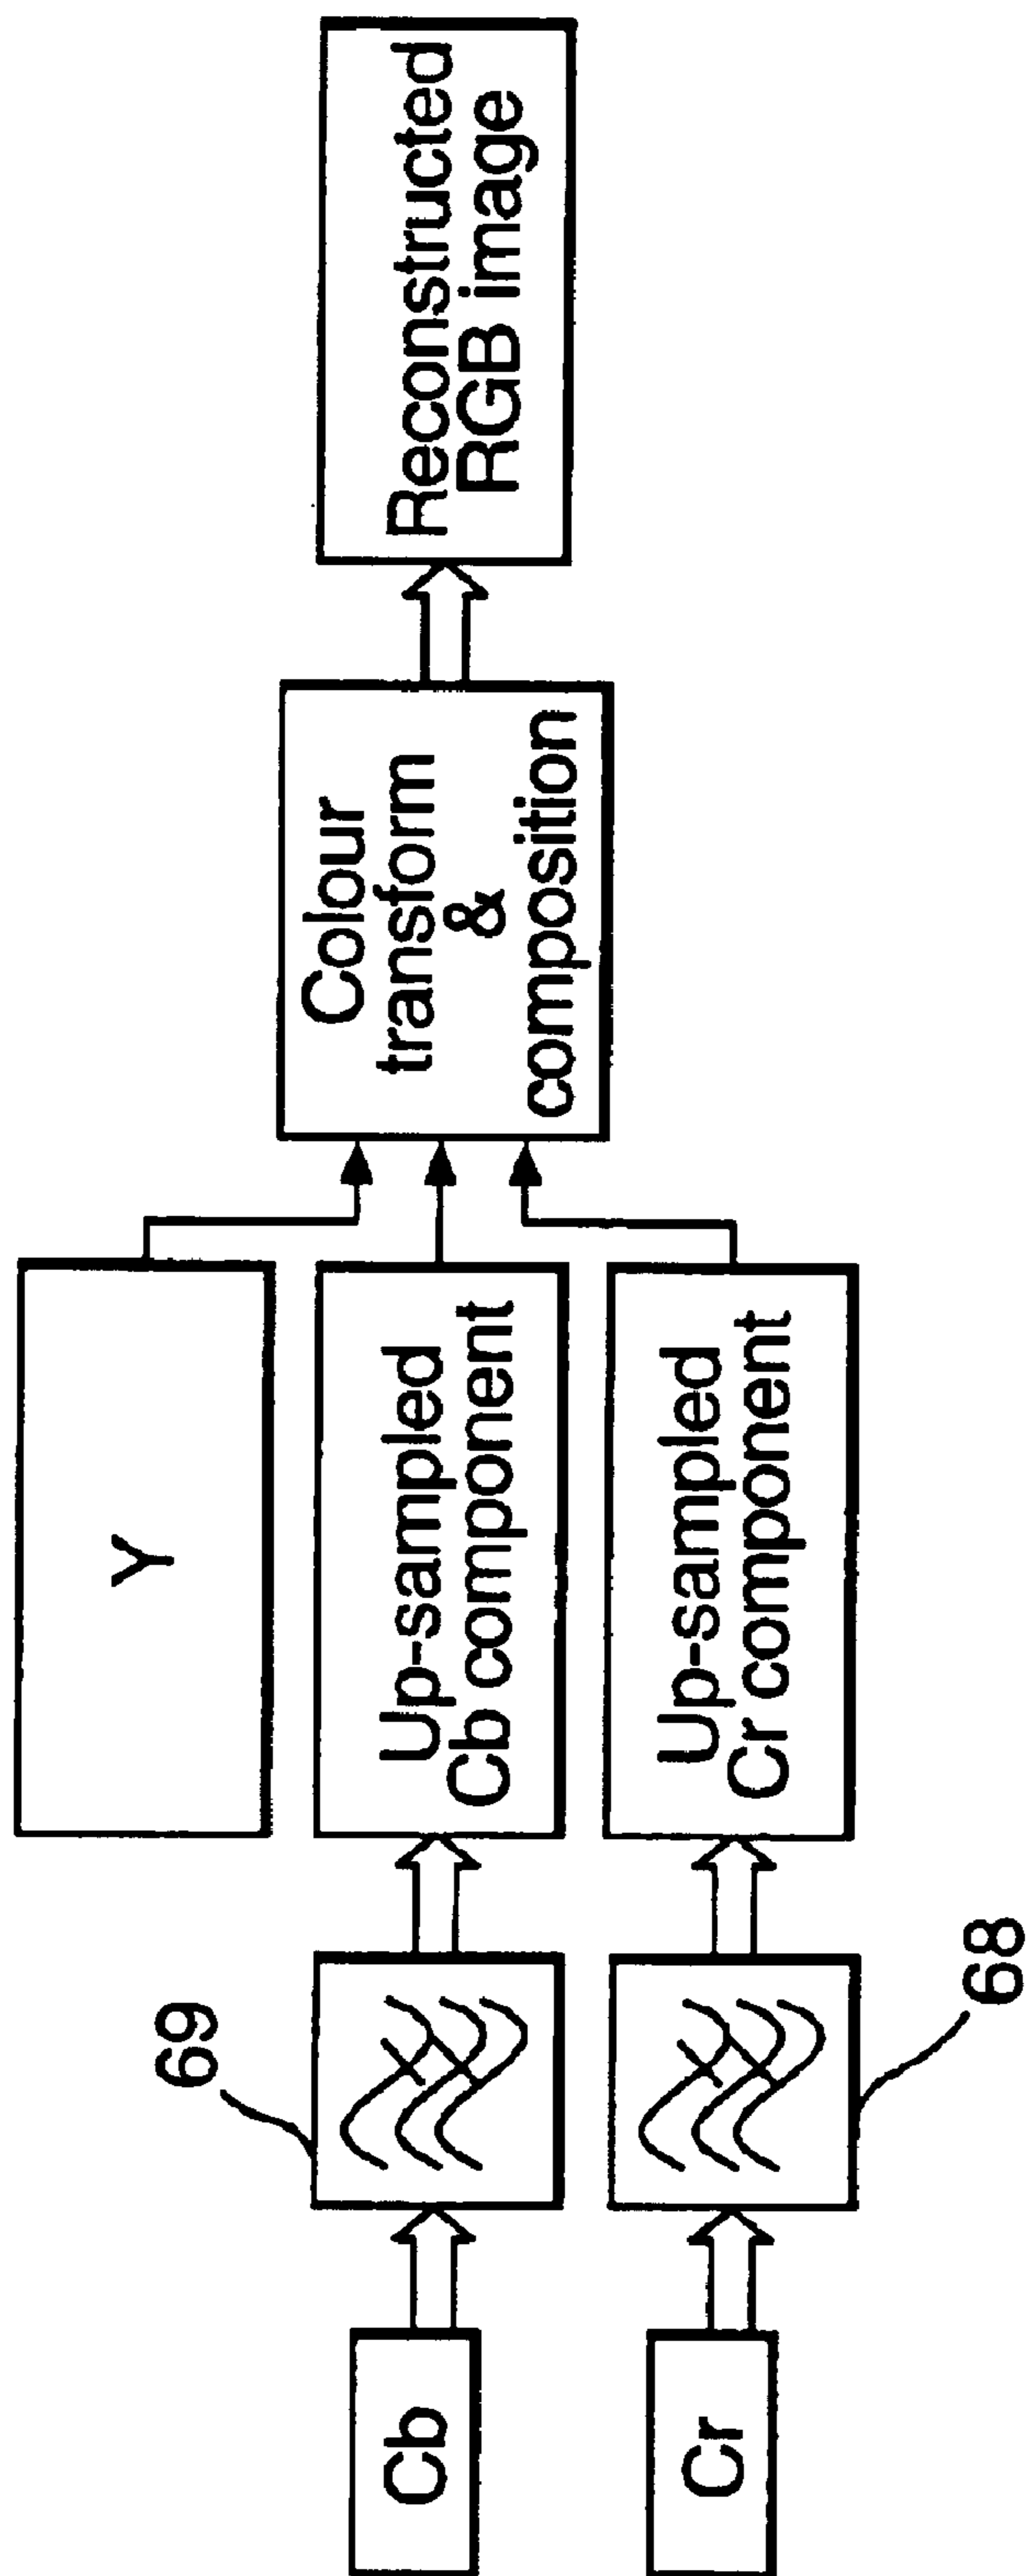 Y
69
Cb
Up-sampled
Cb component
Colour
transform
&
composition
Reconstructed
RGB image
Cr
Up-sampled
Cr component
68